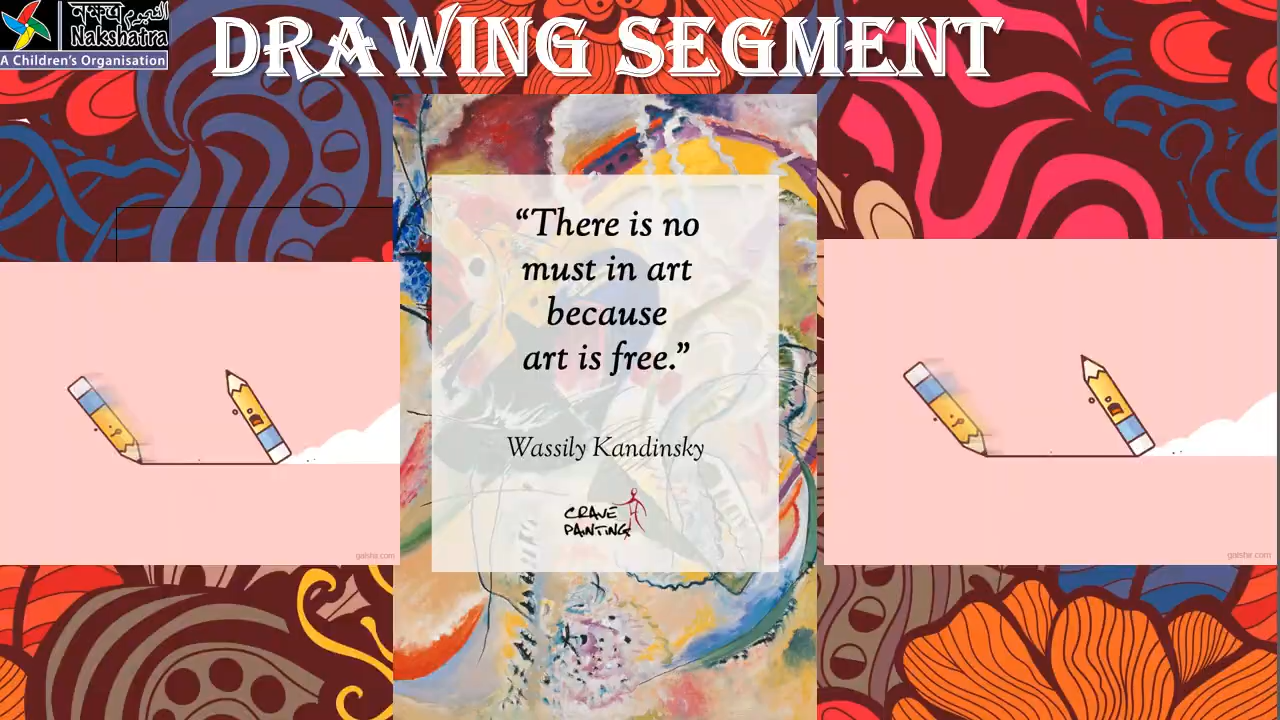 DRAWING SEGMENT
নক্ষত্র النجوم
Nakshatra
A Children's Organisation
“There is no
must in art
because
art is free.”
Wassily Kandinsky
CRAVE
PAINTING
gatshir.com
gatshir.com